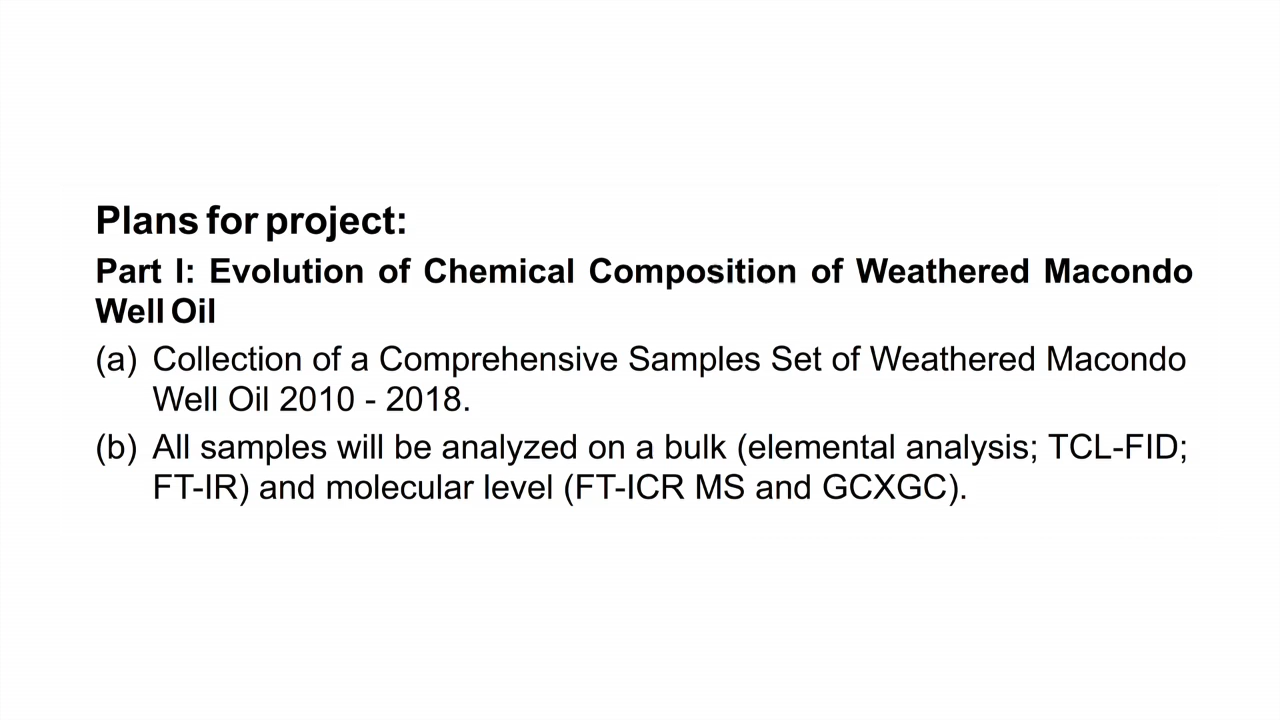 Plans for project:
Part I: Evolution of Chemical Composition of Weathered Macondo
Well Oil
(a) Collection of a Comprehensive Samples Set of Weathered Macondo
Well Oil 2010 - 2018.
(b) All samples will be analyzed on a bulk (elemental analysis; TCL-FID;
FT-IR) and molecular level (FT-ICR MS and GCXGC).